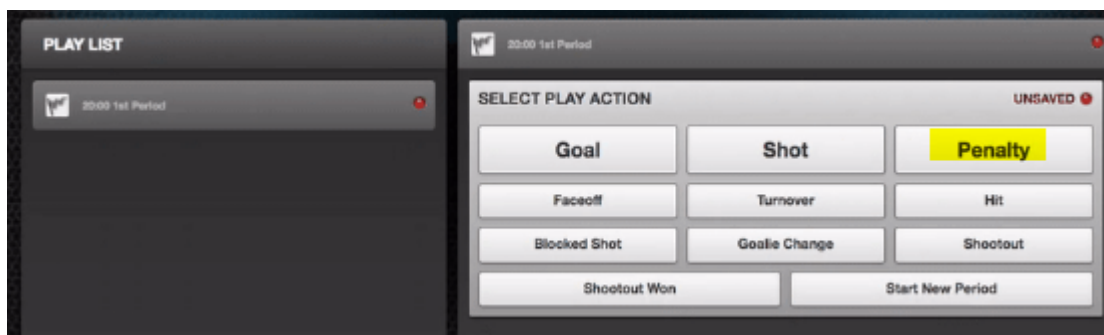 PLAY LIST
20:00 1st Period
20:00 1st Period
SELECT PLAY ACTION
UNSAVED
Goal
Shot
Penalty
Faceoff
Turnover
Hit
Blocked Shot
Goalie Change
Shootout
Shootout Won
Start New Period